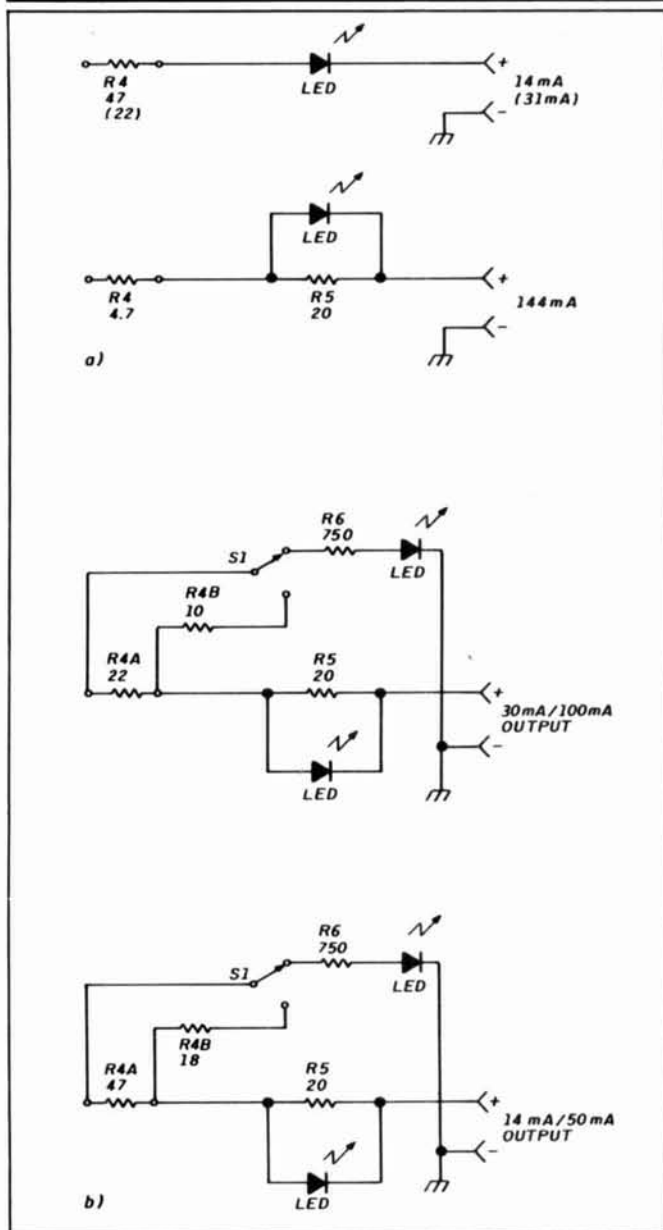 R4
47
(22)
LED
+
14mA
(31mA)
-
LED
R4
4.7
R5
20
+
144mA
-
a)
R6
750
S1
LED
R4B
10
R4A
22
R5
20
+
30mA/100mA
OUTPUT
-
LED
R6
750
S1
LED
R4B
18
R4A
47
R5
20
+
14 mA/50mA
OUTPUT
-
LED
b)